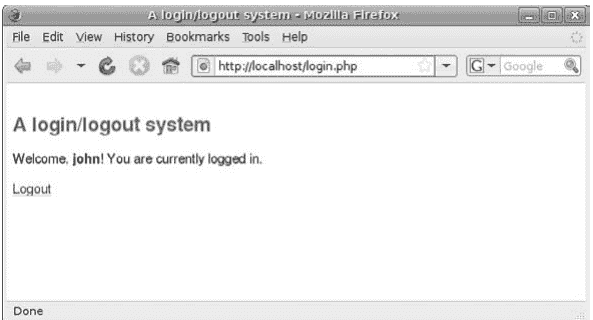 A login/logout system - Mozilla Firefox
File Edit View History Bookmarks Tools Help
http://localhost/login.php G Google
A login/logout system
Welcome, john! You are currently logged in.
Logout
Done